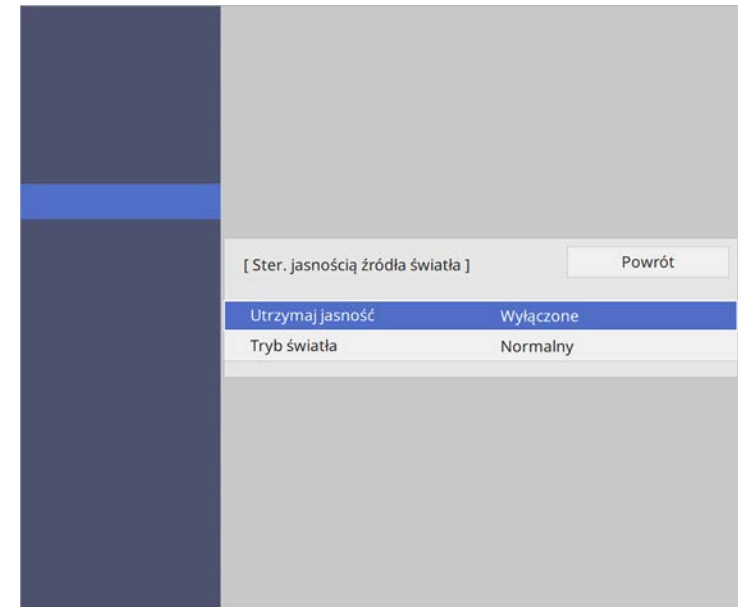 [ Ster. jasnością źródła światła ] Powrót
Utrzymaj jasność Wyłączone
Tryb światła Normalny